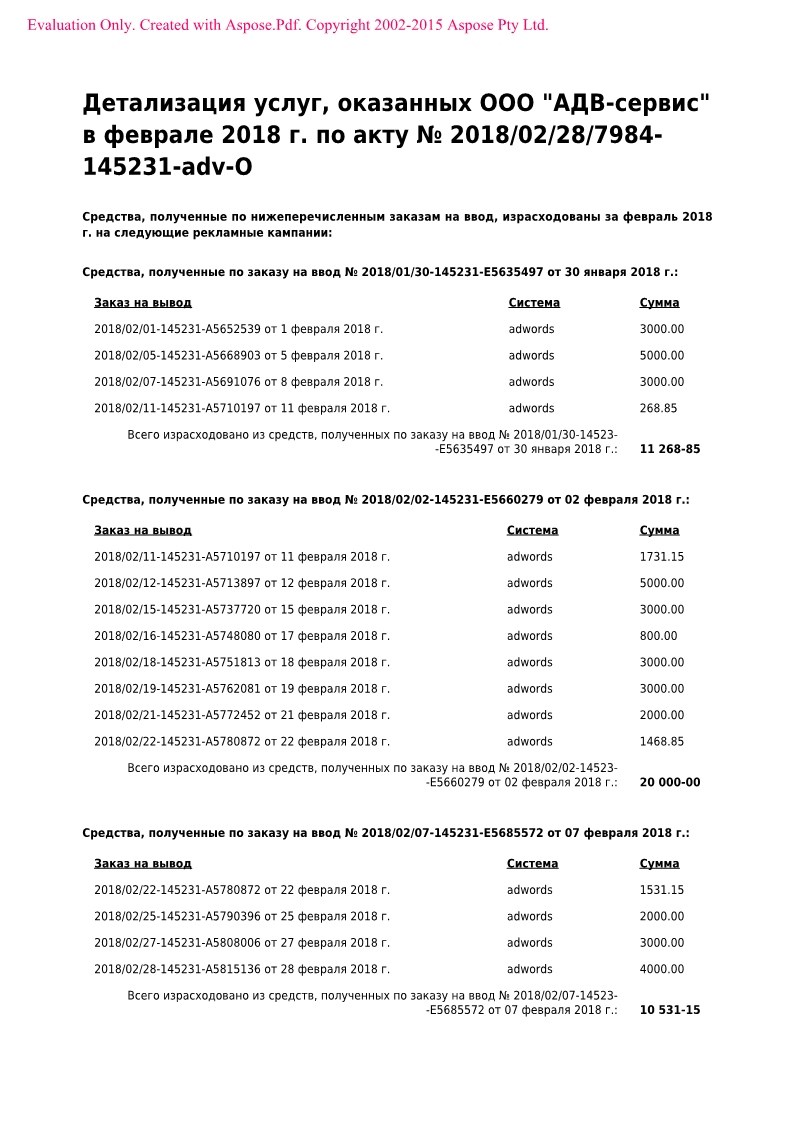 Evaluation Only. Created with Aspose.Pdf. Copyright 2002-2015 Aspose Pty Ltd.
Детализация услуг, оказанных ООО "АДВ-сервис"
в феврале 2018 г. по акту № 2018/02/28/7984-
145231-adv-O
Средства, полученные по нижеперечисленным заказам на ввод, израсходованы за февраль 2018
г. на следующие рекламные кампании:
Средства, полученные по заказу на ввод № 2018/01/30-145231-E5635497 от 30 января 2018 г.:
Заказ на вывод Система Сумма
2018/02/01-145231-A5652539 от 1 февраля 2018 г. adwords 3000.00
2018/02/05-145231-A5668903 от 5 февраля 2018 г. adwords 5000.00
2018/02/07-145231-A5691076 от 8 февраля 2018 г. adwords 3000.00
2018/02/11-145231-A5710197 от 11 февраля 2018 г. adwords 268.85
Всего израсходовано из средств, полученных по заказу на ввод № 2018/01/30-14523-
-E5635497 от 30 января 2018 г.: 11 268-85
Средства, полученные по заказу на ввод № 2018/02/02-145231-E5660279 от 02 февраля 2018 г.:
Заказ на вывод Система Сумма
2018/02/11-145231-A5710197 от 11 февраля 2018 г. adwords 1731.15
2018/02/12-145231-A5713897 от 12 февраля 2018 г. adwords 5000.00
2018/02/15-145231-A5737720 от 15 февраля 2018 г. adwords 3000.00
2018/02/16-145231-A5748080 от 17 февраля 2018 г. adwords 800.00
2018/02/18-145231-A5751813 от 18 февраля 2018 г. adwords 3000.00
2018/02/19-145231-A5762081 от 19 февраля 2018 г. adwords 3000.00
2018/02/21-145231-A5772452 от 21 февраля 2018 г. adwords 2000.00
2018/02/22-145231-A5780872 от 22 февраля 2018 г. adwords 1468.85
Всего израсходовано из средств, полученных по заказу на ввод № 2018/02/02-14523-
-E5660279 от 02 февраля 2018 г.: 20 000-00
Средства, полученные по заказу на ввод № 2018/02/07-145231-E5685572 от 07 февраля 2018 г.:
Заказ на вывод Система Сумма
2018/02/22-145231-A5780872 от 22 февраля 2018 г. adwords 1531.15
2018/02/25-145231-A5790396 от 25 февраля 2018 г. adwords 2000.00
2018/02/27-145231-A5808006 от 27 февраля 2018 г. adwords 3000.00
2018/02/28-145231-A5815136 от 28 февраля 2018 г. adwords 4000.00
Всего израсходовано из средств, полученных по заказу на ввод № 2018/02/07-14523-
-E5685572 от 07 февраля 2018 г.: 10 531-15